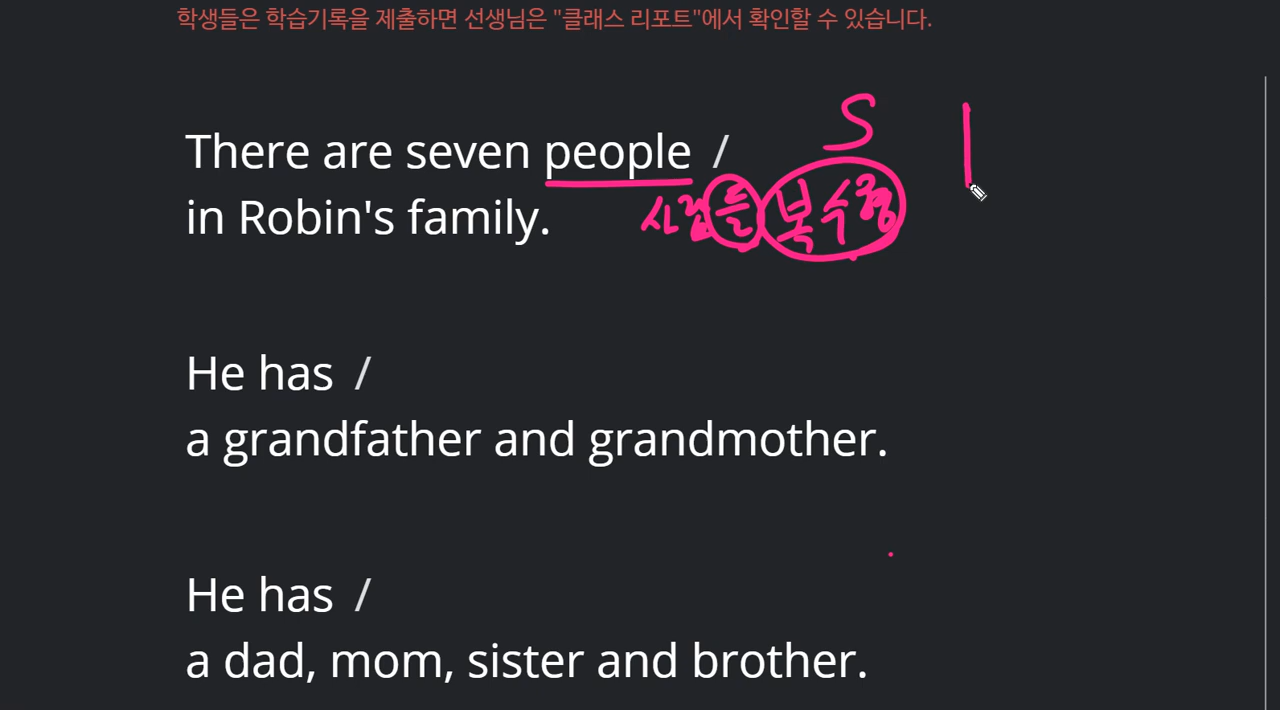 학생들은 학습기록을 제출하면 선생님은 "클래스 리포트"에서 확인할 수 있습니다.
S
There are seven people /
사람들 복수형
in Robin's family.
He has /
a grandfather and grandmother.
He has /
a dad, mom, sister and brother.